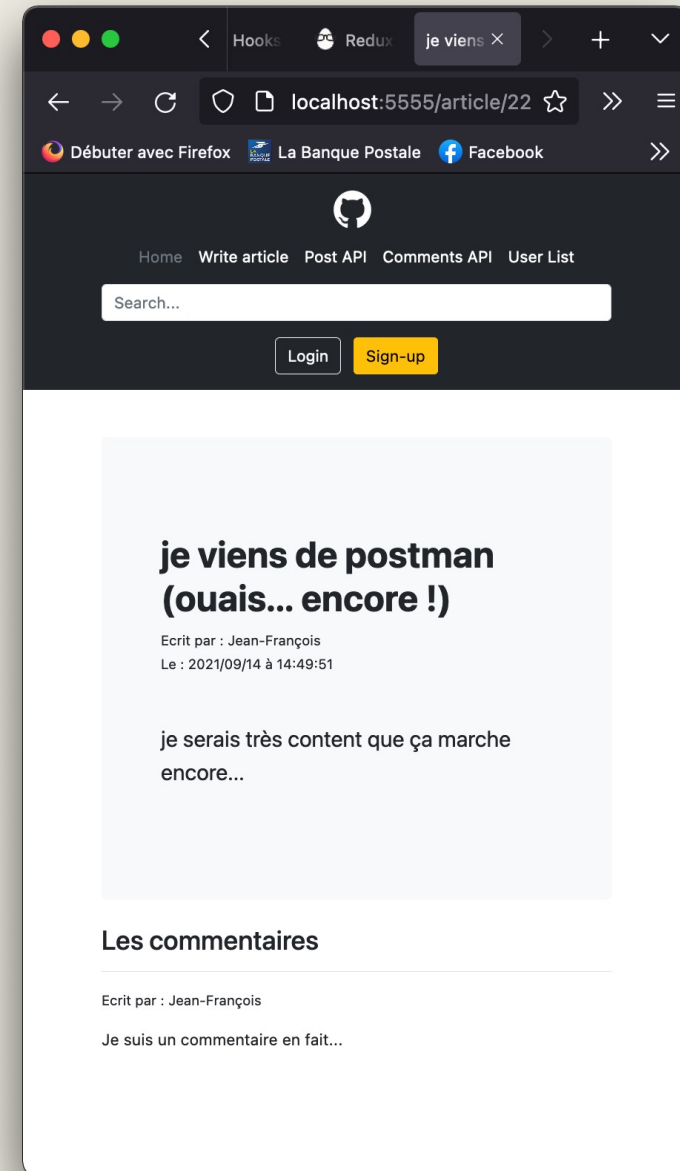 Hooks Redux je viens
localhost:5555/article/22
Débuter avec Firefox La Banque Postale Facebook
Home Write article Post API Comments API User List
Search...
Login Sign-up
je viens de postman
(ouais... encore !)
Ecrit par : Jean-François
Le : 2021/09/14 à 14:49:51
je serais très content que ça marche
encore...
Les commentaires
Ecrit par : Jean-François
Je suis un commentaire en fait...